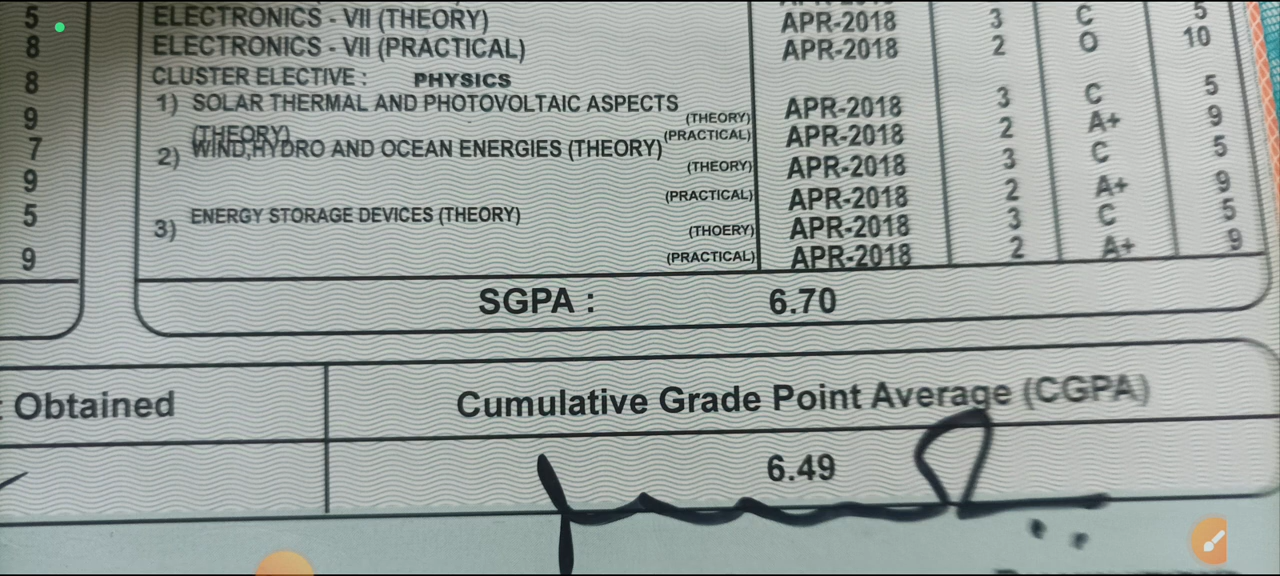 5 ELECTRONICS - VII (THEORY) APR-2018 3 C 5
8 ELECTRONICS - VII (PRACTICAL) APR-2018 2 O 10
8 CLUSTER ELECTIVE : PHYSICS
1) SOLAR THERMAL AND PHOTOVOLTAIC ASPECTS (THEORY) APR-2018 3 C 5
9 (THEORY) (PRACTICAL) APR-2018 2 A+ 9
7 2) WIND,HYDRO AND OCEAN ENERGIES (THEORY) (THEORY) APR-2018 3 C 5
9 (PRACTICAL) APR-2018 2 A+ 9
5 3) ENERGY STORAGE DEVICES (THEORY) (THOERY) APR-2018 3 C 5
9 (PRACTICAL) APR-2018 2 A+ 9
SGPA : 6.70
: Obtained Cumulative Grade Point Average (CGPA)
6.49